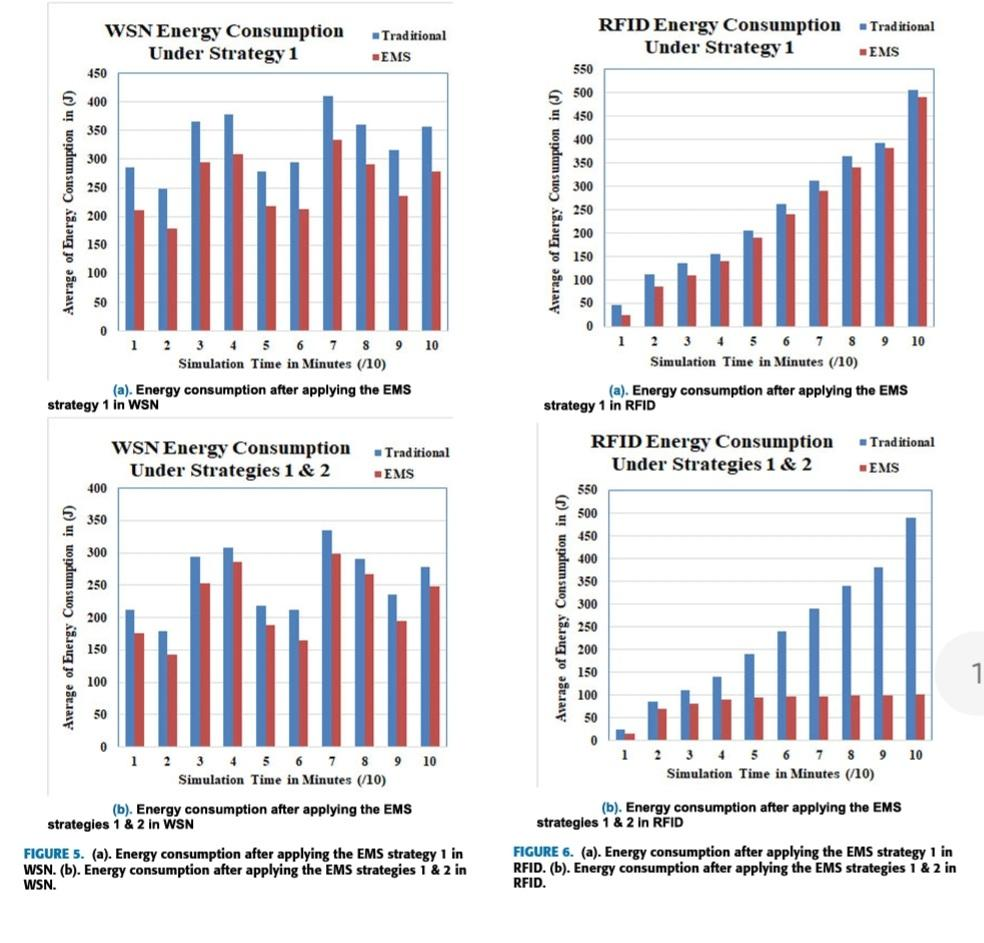 WSN Energy Consumption
Under Strategy 1
Traditional
EMS
450
400
350
300
250
200
150
100
50
0
Average of Energy Consumption in (J)
1 2 3 4 5 6 7 8 9 10
Simulation Time in Minutes (/10)
(a). Energy consumption after applying the EMS
strategy 1 in WSN
WSN Energy Consumption
Under Strategies 1 & 2
Traditional
EMS
400
350
300
250
200
150
100
50
0
Average of Energy Consumption in (J)
1 2 3 4 5 6 7 8 9 10
Simulation Time in Minutes (/10)
(b). Energy consumption after applying the EMS
strategies 1 & 2 in WSN
FIGURE 5. (a). Energy consumption after applying the EMS strategy 1 in
WSN. (b). Energy consumption after applying the EMS strategies 1 & 2 in
WSN.
RFID Energy Consumption
Under Strategy 1
Traditional
EMS
550
500
450
400
350
300
250
200
150
100
50
0
Average of Energy Consumption in (J)
1 2 3 4 5 6 7 8 9 10
Simulation Time in Minutes (/10)
(a). Energy consumption after applying the EMS
strategy 1 in RFID
RFID Energy Consumption
Under Strategies 1 & 2
Traditional
EMS
550
500
450
400
350
300
250
200
150
100
50
0
Average of Energy Consumption in (J)
1 2 3 4 5 6 7 8 9 10
Simulation Time in Minutes (/10)
(b). Energy consumption after applying the EMS
strategies 1 & 2 in RFID
FIGURE 6. (a). Energy consumption after applying the EMS strategy 1 in
RFID. (b). Energy consumption after applying the EMS strategies 1 & 2 in
RFID.
1